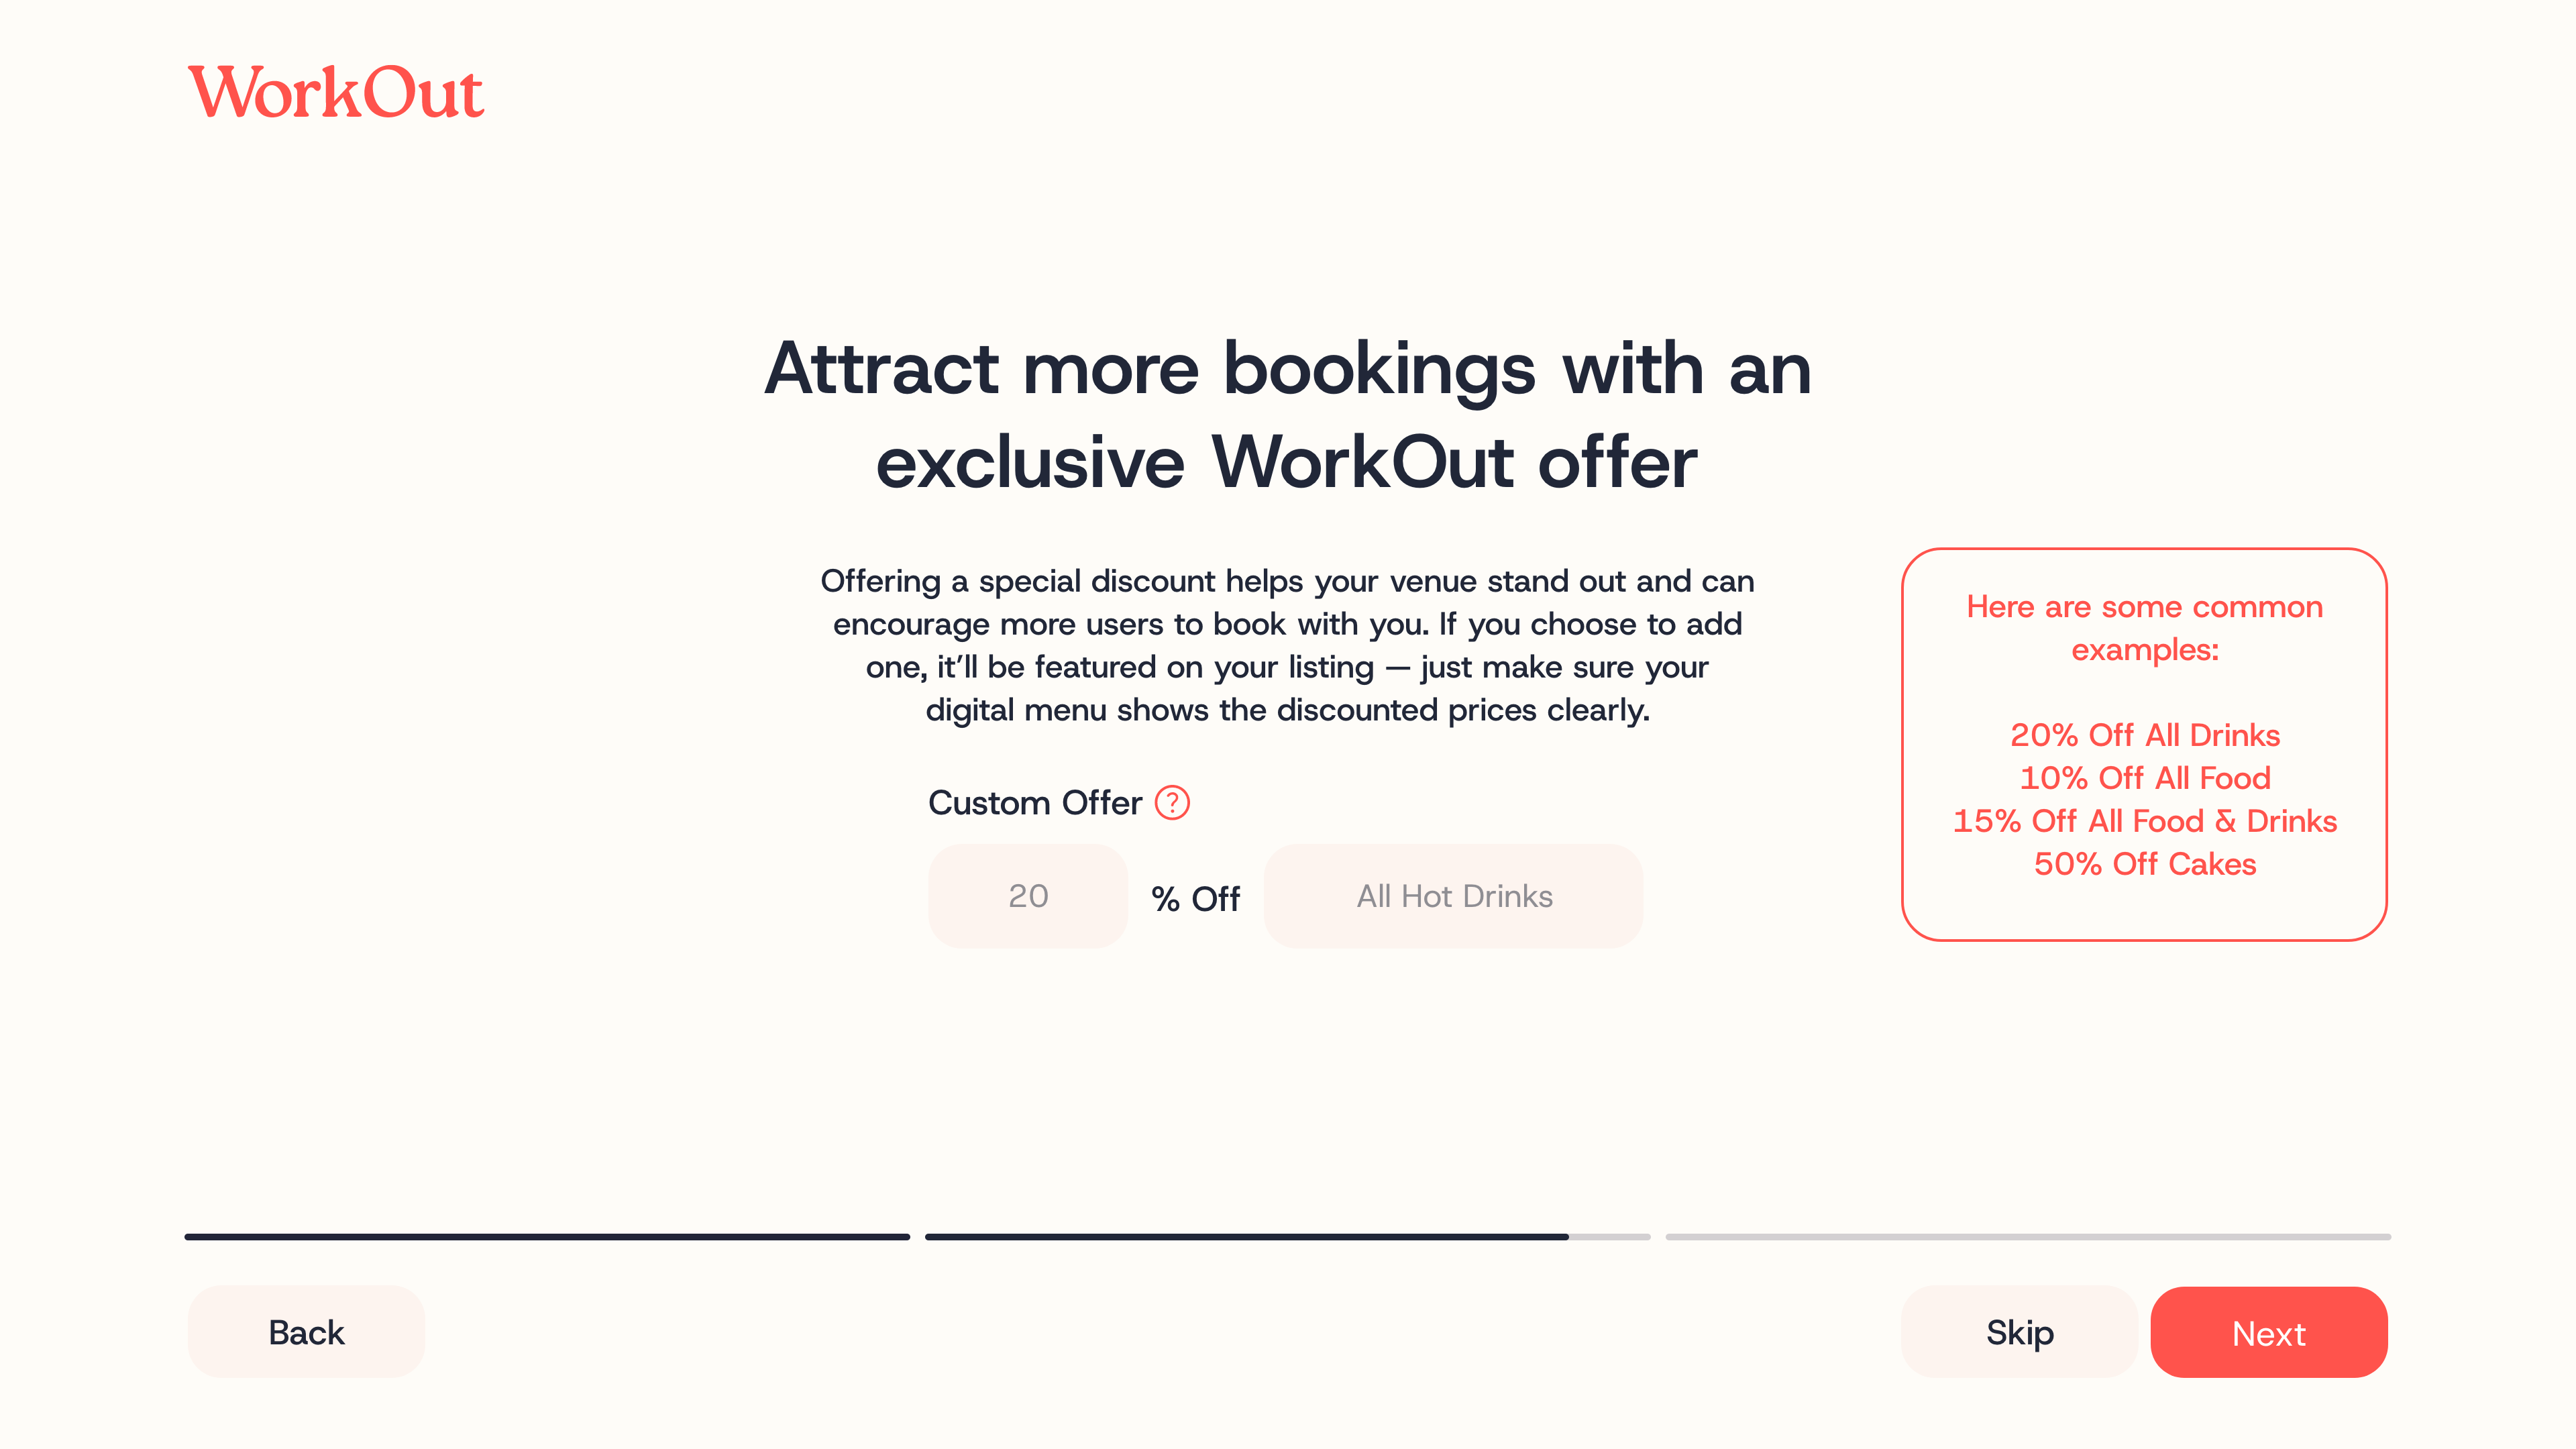 WorkOut
Attract more bookings with an
exclusive WorkOut offer
Offering a special discount helps your venue stand out and can
encourage more users to book with you. If you choose to add
one, it’ll be featured on your listing — just make sure your
digital menu shows the discounted prices clearly.
Custom Offer ?
20 % Off All Hot Drinks
Here are some common
examples:
20% Off All Drinks
10% Off All Food
15% Off All Food & Drinks
50% Off Cakes
Back
Skip
Next